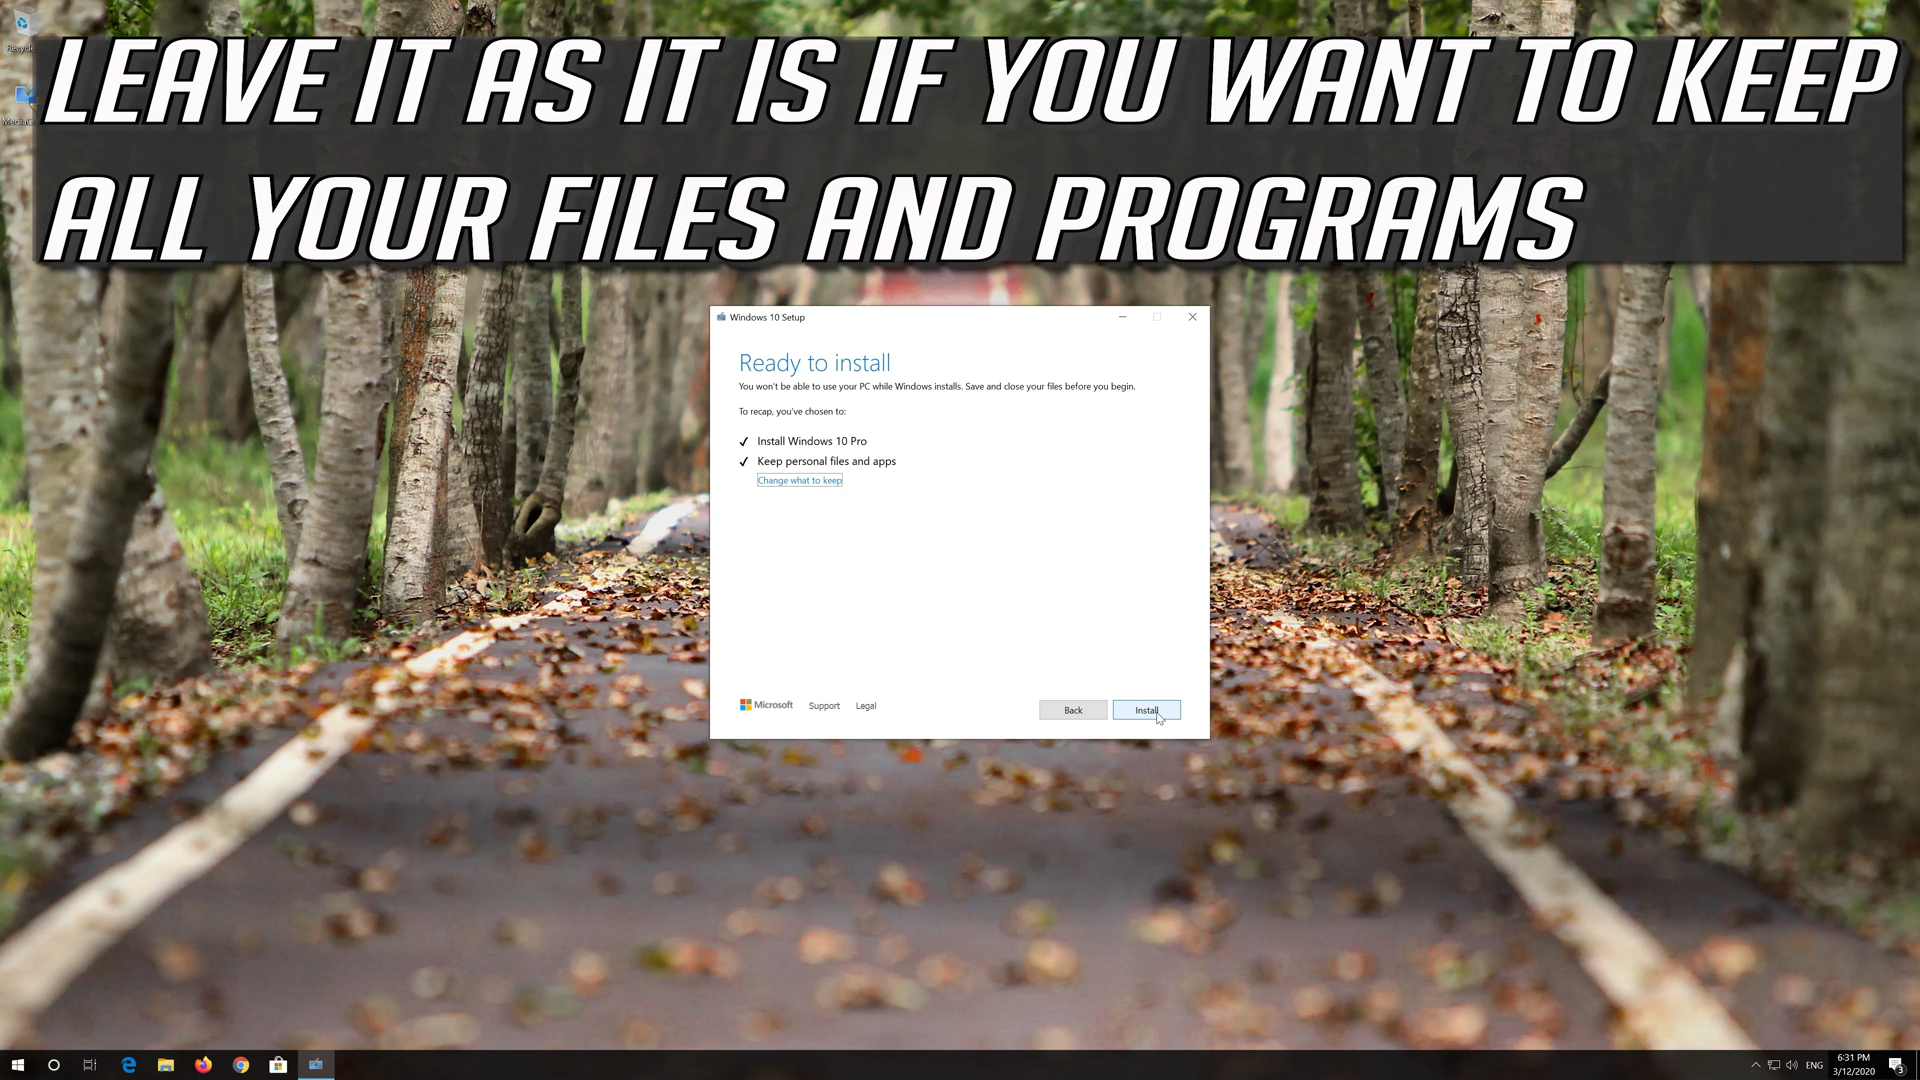 LEAVE IT AS IT IS IF YOU WANT TO KEEP
ALL YOUR FILES AND PROGRAMS
Windows 10 Setup
Ready to install
You won't be able to use your PC while Windows installs. Save and close your files before you begin.
To recap, you've chosen to:
Install Windows 10 Pro
Keep personal files and apps
Change what to keep
Microsoft Support Legal
Back Install
ENG
6:31 PM
3/12/2020
3